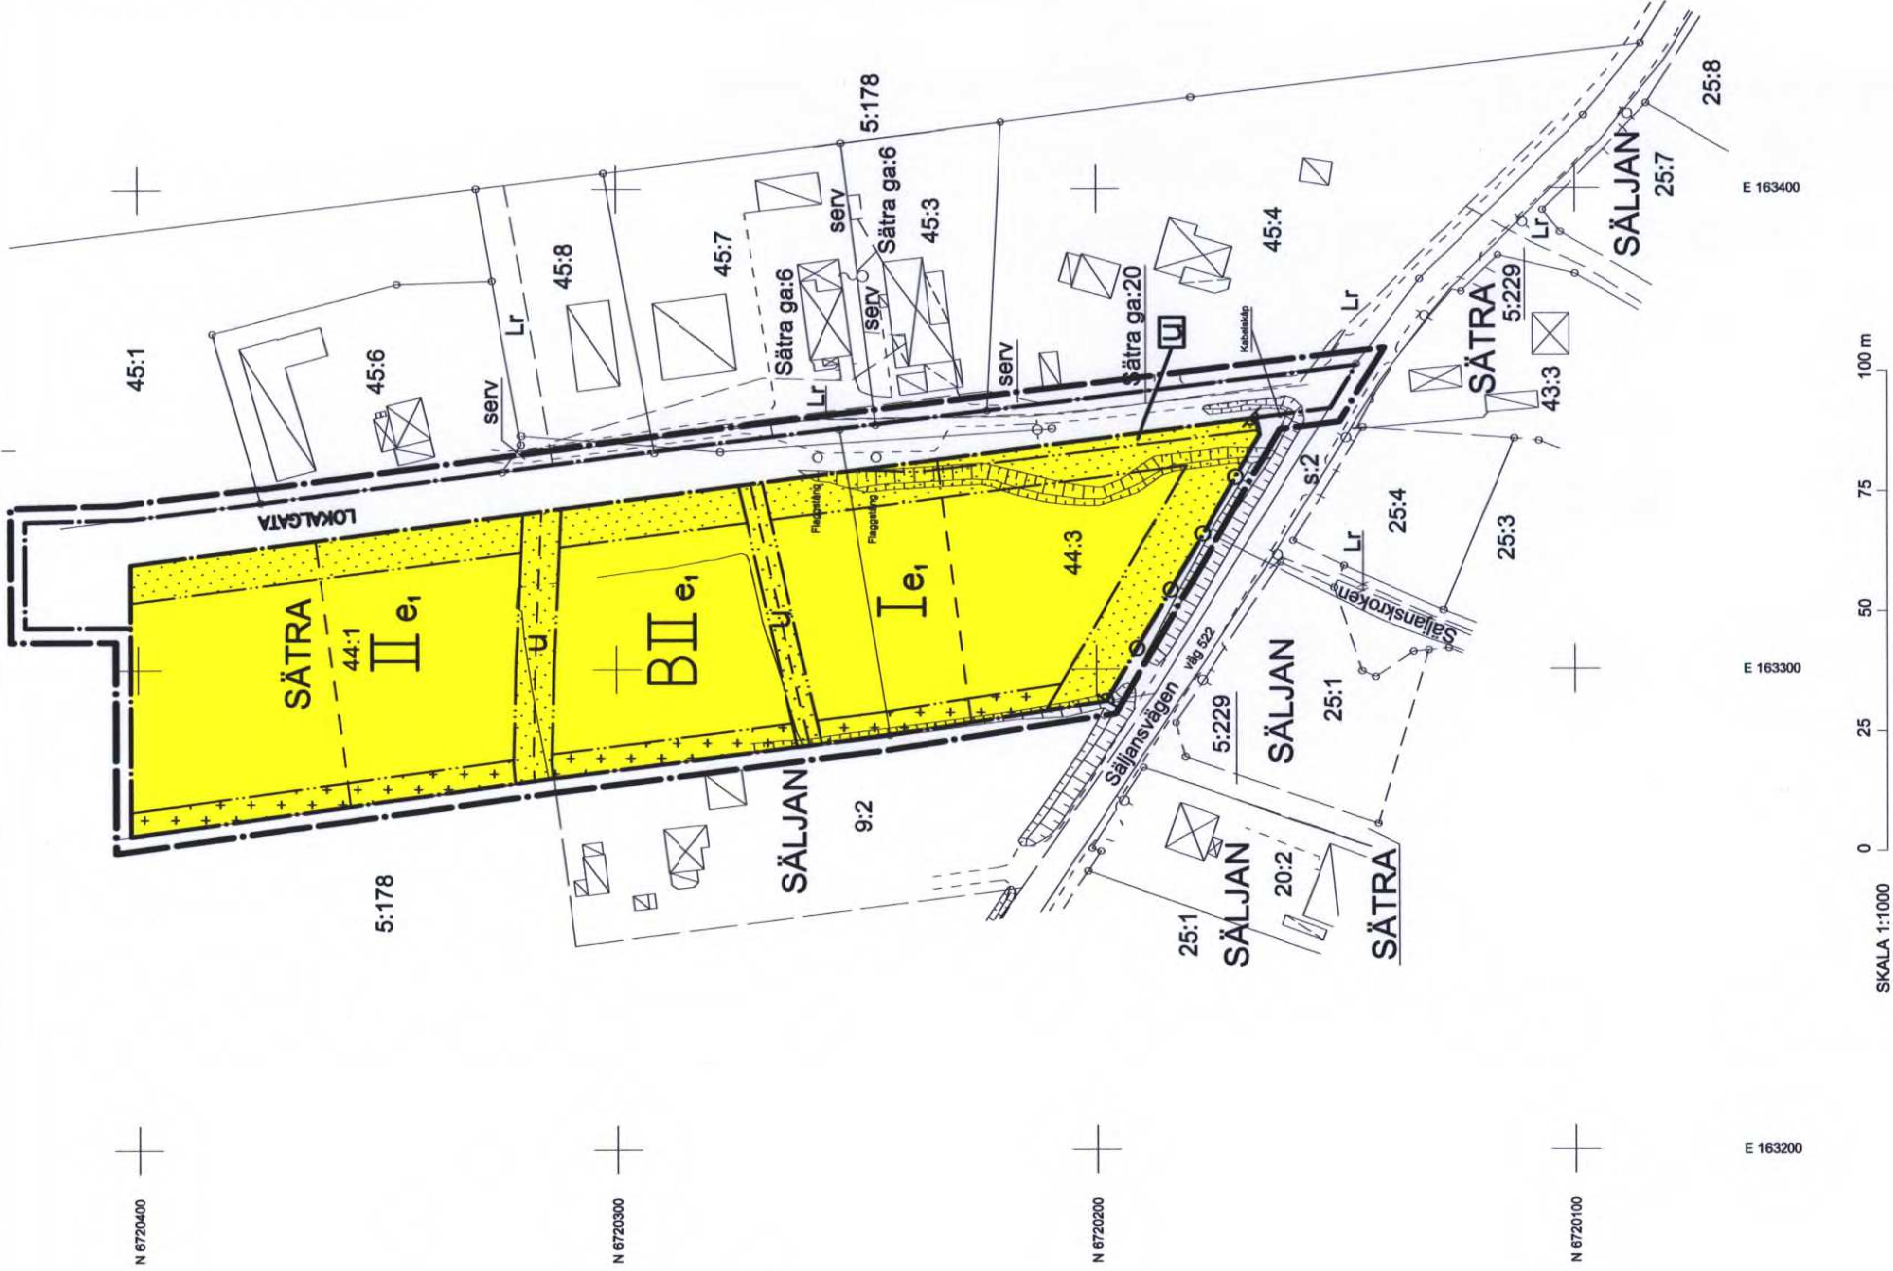 45:1
45:6
serv
Lr
45:8
45:7
Sätra ga:6
serv
5:178
Sätra ga:6
45:3
serv
Lr
serv
Sätra ga:20
u
Kabelskåp
45:4
Lr
Lr
SÄTRA
5:229
43:3
SÄLJAN
25:7
25:8
LOKALGATA
SÄTRA
44:1
II e₁
u
BII e₁
u
Flaggstång
Flaggstång
I e₁
44:3
s:2
25:4
25:3
Lr
Säljanskroken
Säljansvägen
väg 522
5:229
SÄLJAN
25:1
5:178
SÄLJAN
9:2
25:1
SÄLJAN
20:2
SÄTRA
E 163400
E 163300
E 163200
N 6720400
N 6720300
N 6720200
N 6720100
SKALA 1:1000
0 25 50 75 100 m